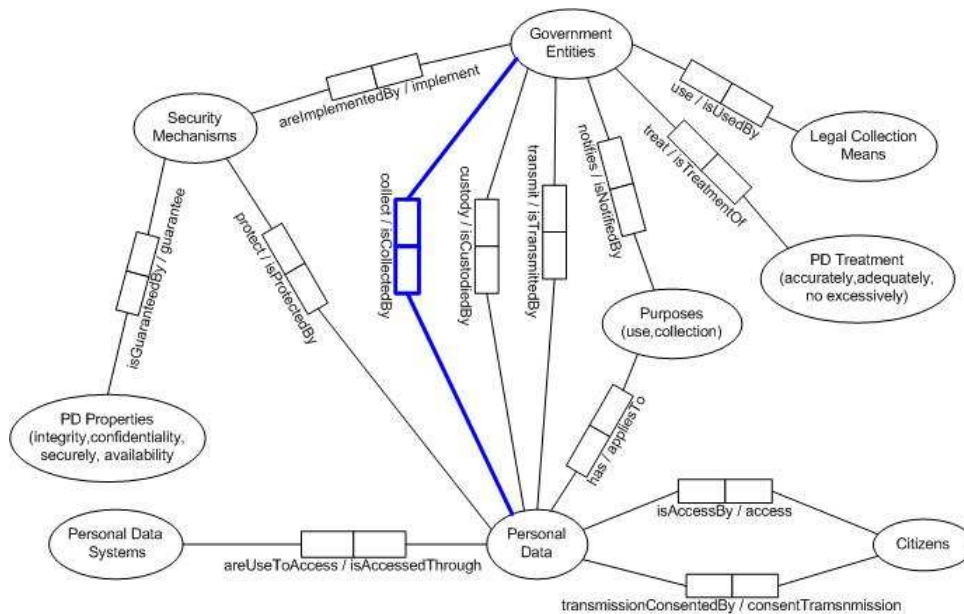 Government
Entities
areImplementedBy / implement
use / isUsedBy
Security
Mechanisms
Legal Collection
Means
treat / isTreatmentOf
notifies / isNotifiedBy
transmit / isTransmittedBy
custody / isCustodiedBy
collect / isCollectedBy
protect / isProtectedBy
isGuaranteedBy / guarantee
PD Treatment
(accurately,adequately,
no excessively)
Purposes
(use,collection)
PD Properties
(integrity,confidentiality,
securely, availability
has / appliesTo
isAccessBy / access
Personal Data
Systems
Personal
Data
Citizens
areUseToAccess / isAccessedThrough
transmissionConsentedBy / consentTramsnmission